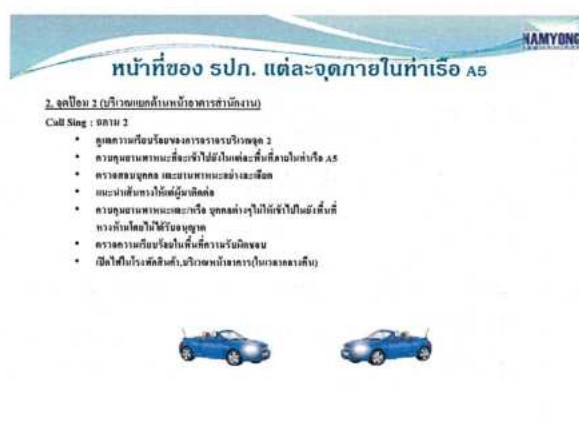 NAMYONG
หน้าที่ของ รปภ. แต่ละจุดภายในท่าเรือ A5
2. จุดป้อม 2 (บริเวณแยกด้านหน้าอาคารสำนักงาน)
Call Sing : ฉลาม 2
• ดูแลความเรียบร้อยของการจราจรบริเวณจุด 2
• ควบคุมยานพาหนะที่จะเข้าไปยังในแต่ละพื้นที่ภายในท่าเรือ A5
• ตรวจสอบบุคคล และยานพาหนะอย่างละเอียด
• แนะนำเส้นทางให้แก่ผู้มาติดต่อ
• ควบคุมยานพาหนะและ/หรือ บุคคลต่างๆไม่ให้เข้าไปในยังพื้นที่
หวงห้ามโดยไม่ได้รับอนุญาต
• ตรวจความเรียบร้อยในพื้นที่ความรับผิดชอบ
• เปิดไฟในโรงพักสินค้า,บริเวณหน้าอาคาร(ในเวลากลางคืน)